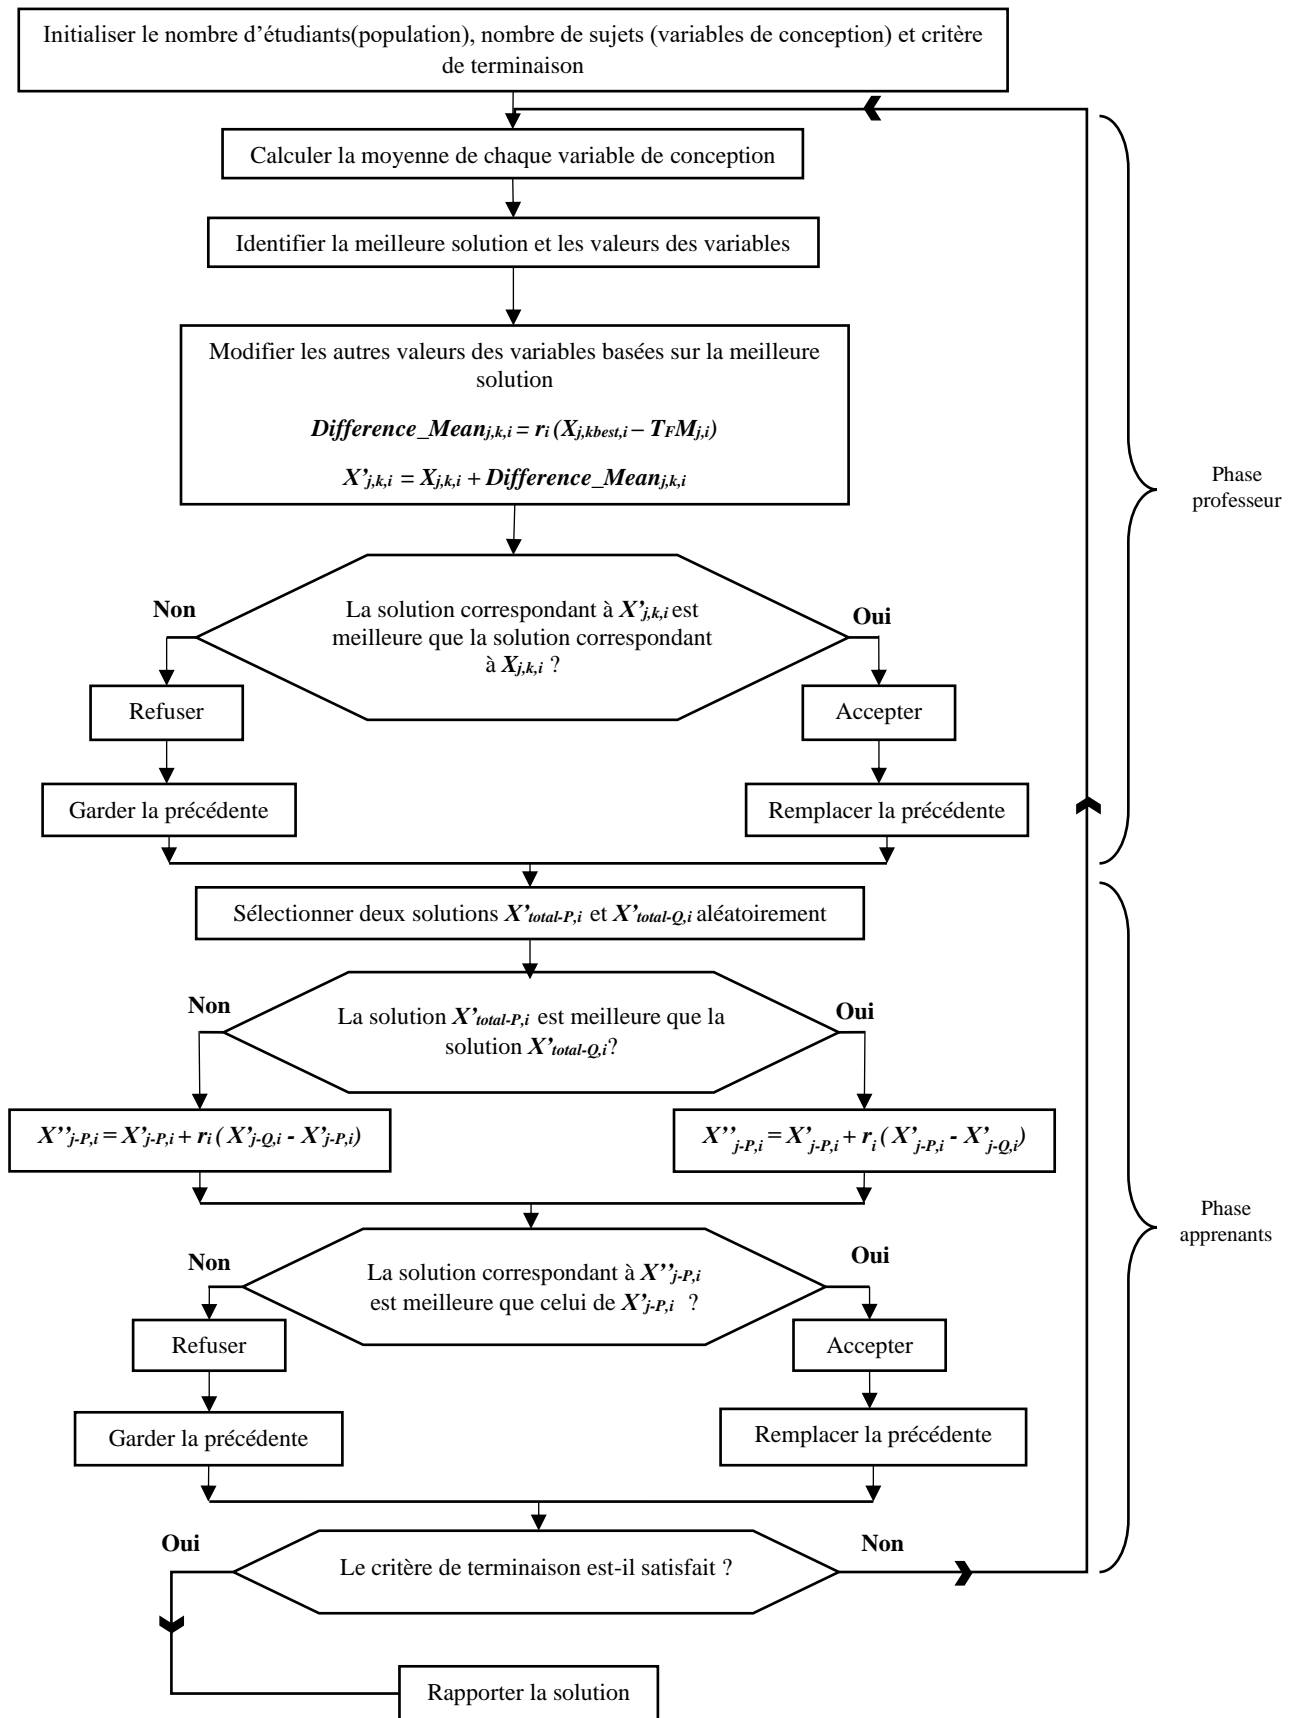 Initialiser le nombre d’étudiants(population), nombre de sujets (variables de conception) et critère
de terminaison
Calculer la moyenne de chaque variable de conception
Identifier la meilleure solution et les valeurs des variables
Modifier les autres valeurs des variables basées sur la meilleure
solution
Difference_Meanj,k,i = ri (Xj,kbest,i – TFMj,i)
X’j,k,i = Xj,k,i + Difference_Meanj,k,i
Phase
professeur
Non
Oui
La solution correspondant à X’j,k,i est
meilleure que la solution correspondant
à Xj,k,i ?
Refuser
Accepter
Garder la précédente
Remplacer la précédente
Sélectionner deux solutions X’total-P,i et X’total-Q,i aléatoirement
Non
Oui
La solution X’total-P,i est meilleure que la
solution X’total-Q,i?
X’’j-P,i = X’j-P,i + ri ( X’j-Q,i - X’j-P,i)
X’’j-P,i = X’j-P,i + ri ( X’j-P,i - X’j-Q,i)
Phase
apprenants
Non
Oui
La solution correspondant à X’’j-P,i
est meilleure que celui de X’j-P,i ?
Refuser
Accepter
Garder la précédente
Remplacer la précédente
Oui
Non
Le critère de terminaison est-il satisfait ?
Rapporter la solution